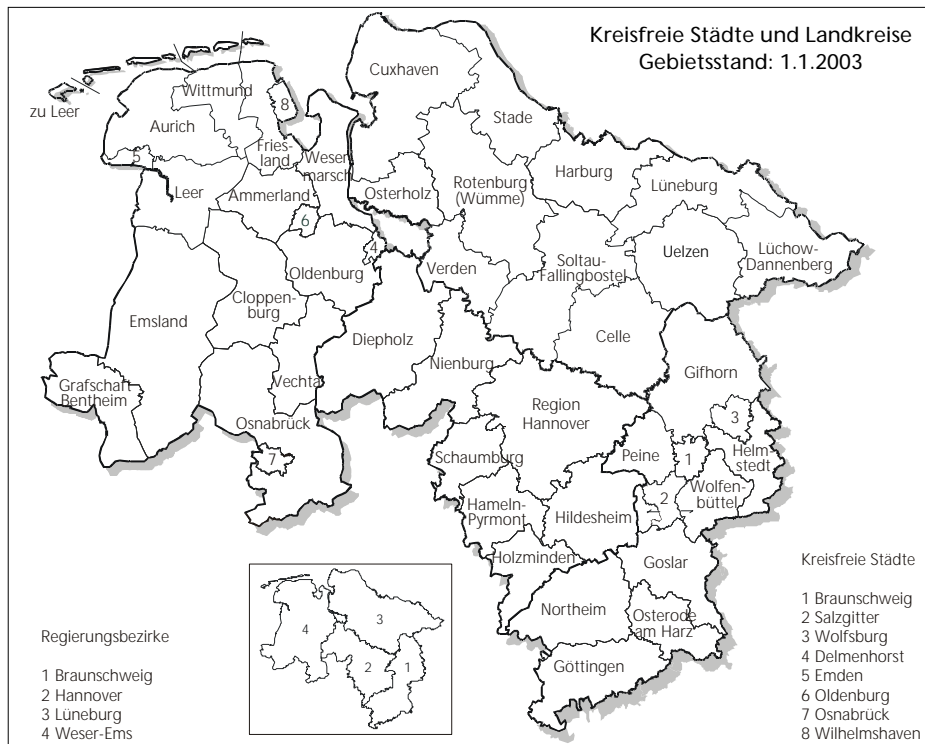 Kreisfreie Städte und Landkreise
Gebietsstand: 1.1.2003
zu Leer
Wittmund
8
Aurich
5
Fries-
land
Weser
marsch
Leer
Ammerland
6
Cuxhaven
Stade
Osterholz
Rotenburg
(Wümme)
Harburg
Lüneburg
4
Oldenburg
Verden
Soltau-
Fallingbostel
Uelzen
Lüchow-
Dannenberg
Emsland
Cloppen-
burg
Diepholz
Celle
Nienburg
Gifhorn
Grafschaft
Bentheim
Vechta
Osnabrück
7
Region
Hannover
3
Schaumburg
Peine
1
Helm-
stedt
Hameln-
Pyrmont
Hildesheim
2
Wolfen-
büttel
Holzminden
Goslar
Northeim
Osterode
am Harz
Göttingen
Regierungsbezirke
1 Braunschweig
2 Hannover
3 Lüneburg
4 Weser-Ems
4
3
2
1
Kreisfreie Städte
1 Braunschweig
2 Salzgitter
3 Wolfsburg
4 Delmenhorst
5 Emden
6 Oldenburg
7 Osnabrück
8 Wilhelmshaven